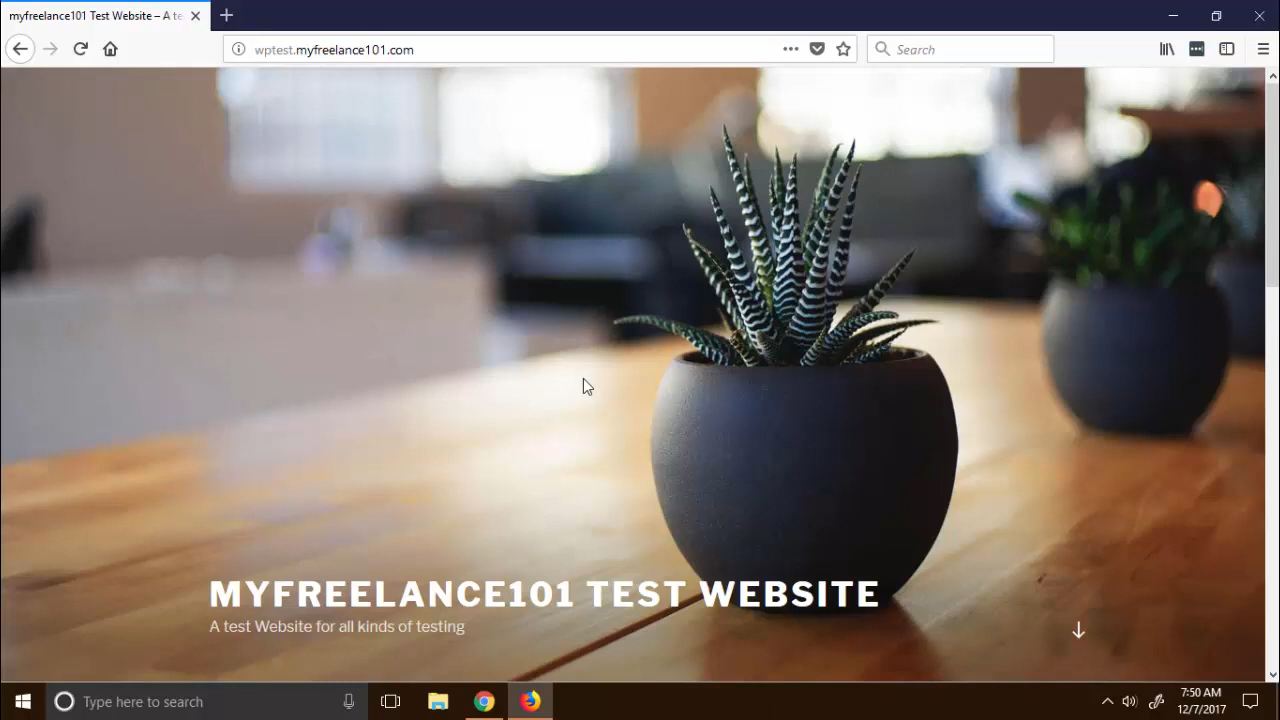 myfreelance101 Test Website – A te
wptest.myfreelance101.com
Search
MYFREELANCE101 TEST WEBSITE
A test Website for all kinds of testing
Type here to search
7:50 AM
12/7/2017